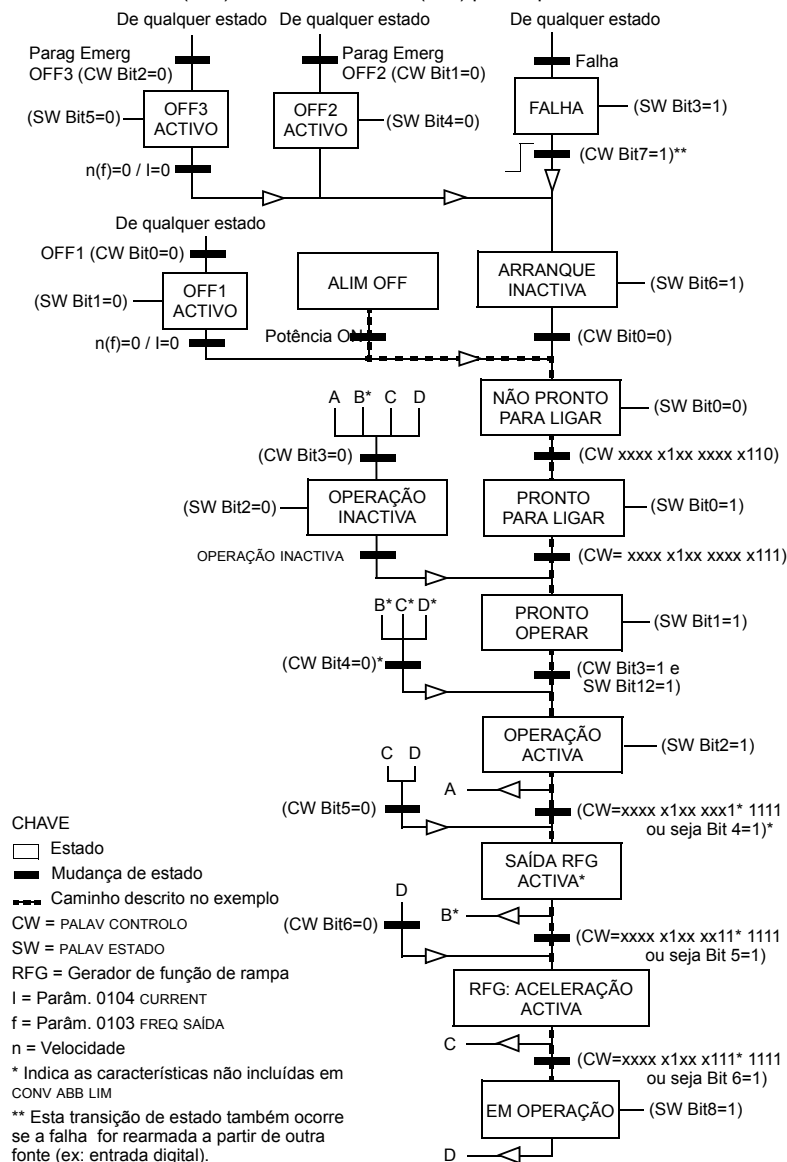 De qualquer estado De qualquer estado De qualquer estado
Parag Emerg
OFF3 (CW Bit2=0)
Parag Emerg
OFF2 (CW Bit1=0)
Falha
(SW Bit5=0)
OFF3
ACTIVO
OFF2
ACTIVO
(SW Bit4=0)
FALHA
(SW Bit3=1)
n(f)=0 / I=0
(CW Bit7=1)**
De qualquer estado
OFF1 (CW Bit0=0)
(SW Bit1=0)
OFF1
ACTIVO
n(f)=0 / I=0
ALIM OFF
Potência ON
ARRANQUE
INACTIVA
(SW Bit6=1)
(CW Bit0=0)
A B* C D
NÃO PRONTO
PARA LIGAR
(SW Bit0=0)
(CW Bit3=0)
(CW xxxx x1xx xxxx x110)
(SW Bit2=0)
OPERAÇÃO
INACTIVA
PRONTO
PARA LIGAR
(SW Bit0=1)
OPERAÇÃO INACTIVA
(CW= xxxx x1xx xxxx x111)
B* C* D*
PRONTO
OPERAR
(SW Bit1=1)
(CW Bit4=0)*
(CW Bit3=1 e
SW Bit12=1)
OPERAÇÃO
ACTIVA
(SW Bit2=1)
C D
A
(CW Bit5=0)
(CW=xxxx x1xx xxx1* 1111
ou seja Bit 4=1)*
SAÍDA RFG
ACTIVA*
D
B*
(CW Bit6=0)
(CW=xxxx x1xx xx11* 1111
ou seja Bit 5=1)
RFG: ACELERAÇÃO
ACTIVA
C
(CW=xxxx x1xx x111* 1111
ou seja Bit 6=1)
EM OPERAÇÃO
(SW Bit8=1)
D
CHAVE
Estado
Mudança de estado
Caminho descrito no exemplo
CW = PALAV CONTROLO
SW = PALAV ESTADO
RFG = Gerador de função de rampa
I = Parâm. 0104 CURRENT
f = Parâm. 0103 FREQ SAÍDA
n = Velocidade
* Indica as características não incluídas em
CONV ABB LIM
** Esta transição de estado também ocorre
se a falha for rearmada a partir de outra
fonte (ex: entrada digital).